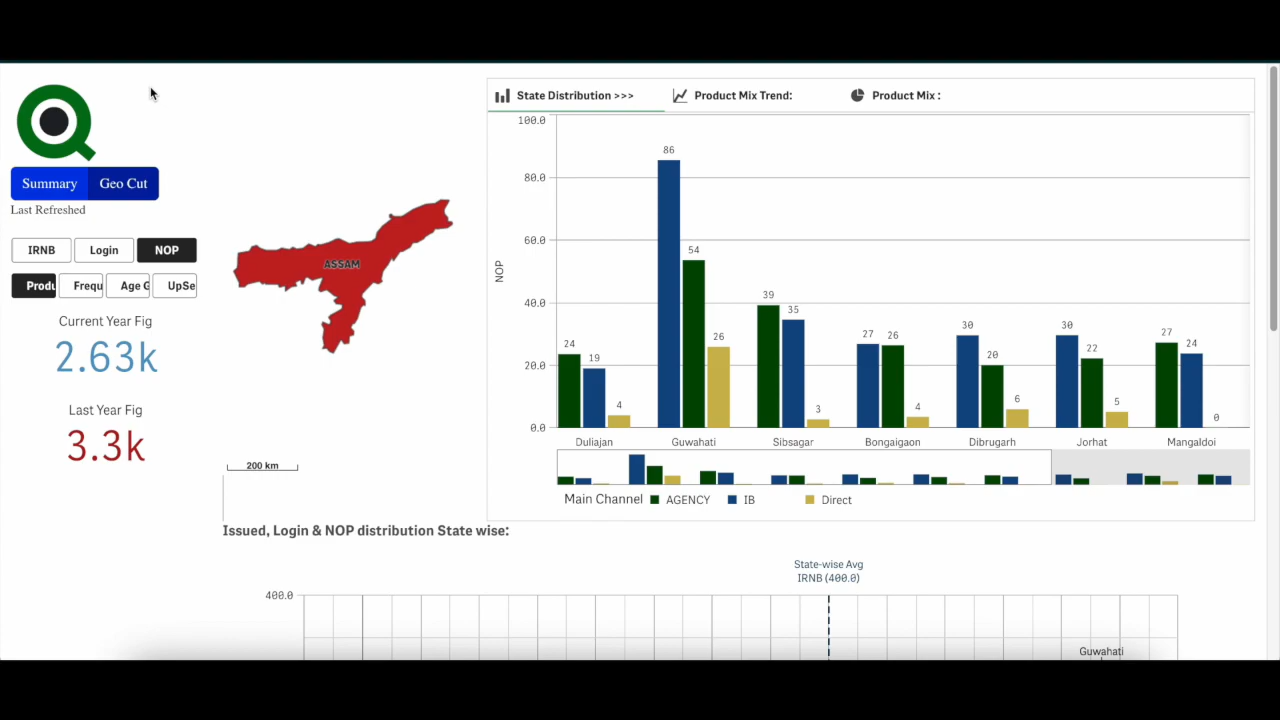 State Distribution >>>
Product Mix Trend:
Product Mix :
Summary
Geo Cut
Last Refreshed
IRNB
Login
NOP
Produ
Frequ
Age G
UpSe
Current Year Fig
2.63k
Last Year Fig
3.3k
ASSAM
200 km
100.0
80.0
60.0
40.0
20.0
0.0
NOP
24
19
4
86
54
26
39
35
3
27
26
4
30
20
6
30
22
5
27
24
0
Duliajan
Guwahati
Sibsagar
Bongaigaon
Dibrugarh
Jorhat
Mangaldoi
Main Channel
AGENCY
IB
Direct
Issued, Login & NOP distribution State wise:
State-wise Avg
IRNB (400.0)
400.0
Guwahati